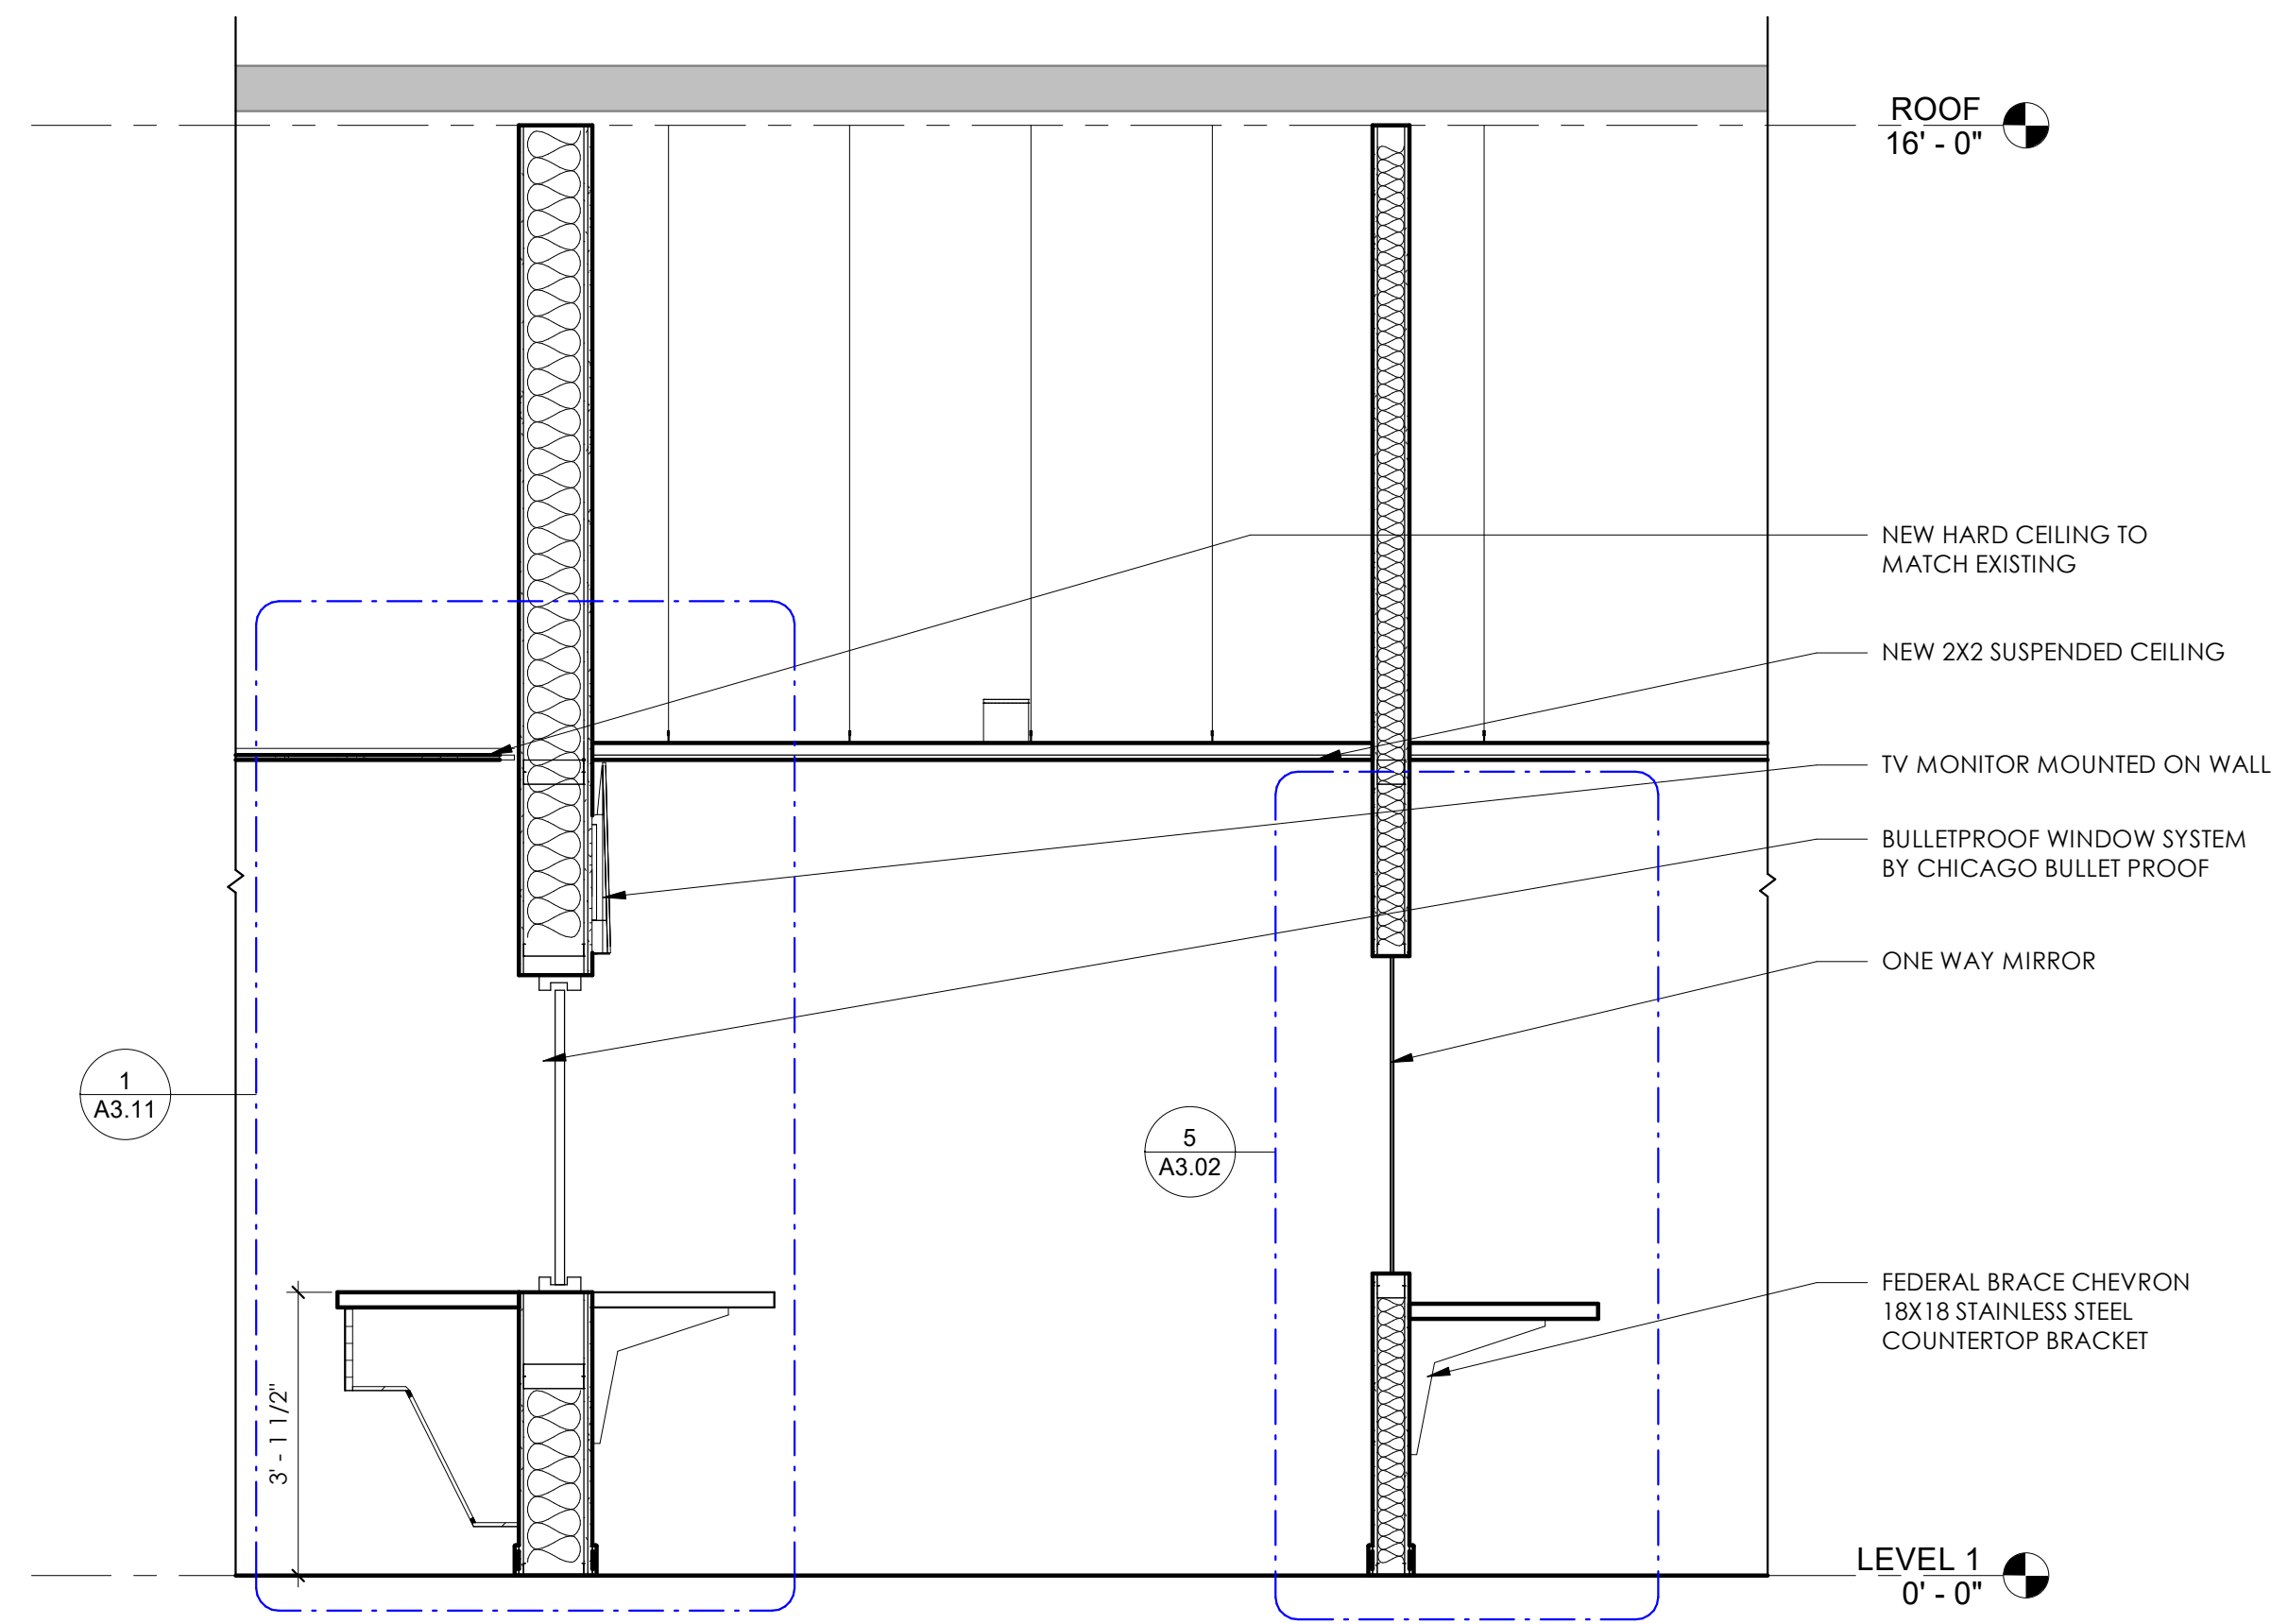 ROOF
16' - 0"
NEW HARD CEILING TO
MATCH EXISTING
NEW 2X2 SUSPENDED CEILING
TV MONITOR MOUNTED ON WALL
BULLETPROOF WINDOW SYSTEM
BY CHICAGO BULLET PROOF
ONE WAY MIRROR
1
A3.11
5
A3.02
FEDERAL BRACE CHEVRON
18X18 STAINLESS STEEL
COUNTERTOP BRACKET
3' - 1 1/2"
LEVEL 1
0' - 0"